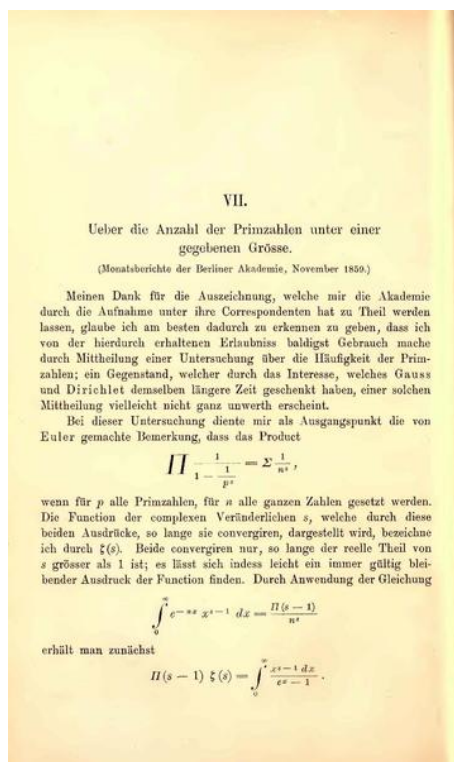 VII.
Ueber die Anzahl der Primzahlen unter einer
gegebenen Grösse.
(Monatsberichte der Berliner Akademie, November 1859.)
Meinen Dank für die Auszeichnung, welche mir die Akademie
durch die Aufnahme unter ihre Correspondenten hat zu Theil werden
lassen, glaube ich am besten dadurch zu erkennen zu geben, dass ich
von der hierdurch erhaltenen Erlaubniss baldigst Gebrauch mache
durch Mittheilung einer Untersuchung über die Häufigkeit der Prim-
zahlen; ein Gegenstand, welcher durch das Interesse, welches Gauss
und Dirichlet demselben längere Zeit geschenkt haben, einer solchen
Mittheilung vielleicht nicht ganz unwerth erscheint.
Bei dieser Untersuchung diente mir als Ausgangspunkt die von
Euler gemachte Bemerkung, dass das Product
∏ 1/(1 − 1/p^s) = Σ 1/n^s,
wenn für p alle Primzahlen, für n alle ganzen Zahlen gesetzt werden.
Die Function der complexen Veränderlichen s, welche durch diese
beiden Ausdrücke, so lange sie convergiren, dargestellt wird, bezeichne
ich durch ζ(s). Beide convergiren nur, so lange der reelle Theil von
s grösser als 1 ist; es lässt sich indess leicht ein immer gültig blei-
bender Ausdruck der Function finden. Durch Anwendung der Gleichung
∫₀^∞ e^{−nx} x^{s−1} dx = Π(s − 1)/n^s
erhält man zunächst
Π(s − 1) ζ(s) = ∫₀^∞ x^{s−1} dx/(e^x − 1).